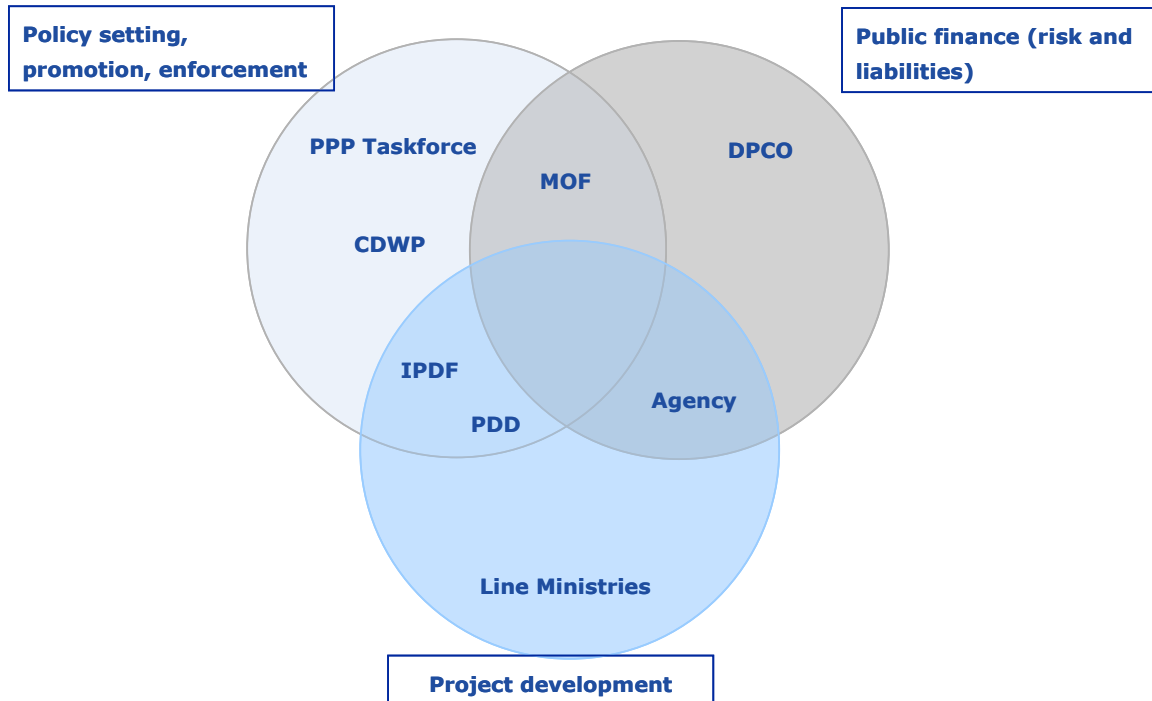 Policy setting,
promotion, enforcement
Public finance (risk and
liabilities)
PPP Taskforce
DPCO
MOF
CDWP
IPDF
Agency
PDD
Line Ministries
Project development